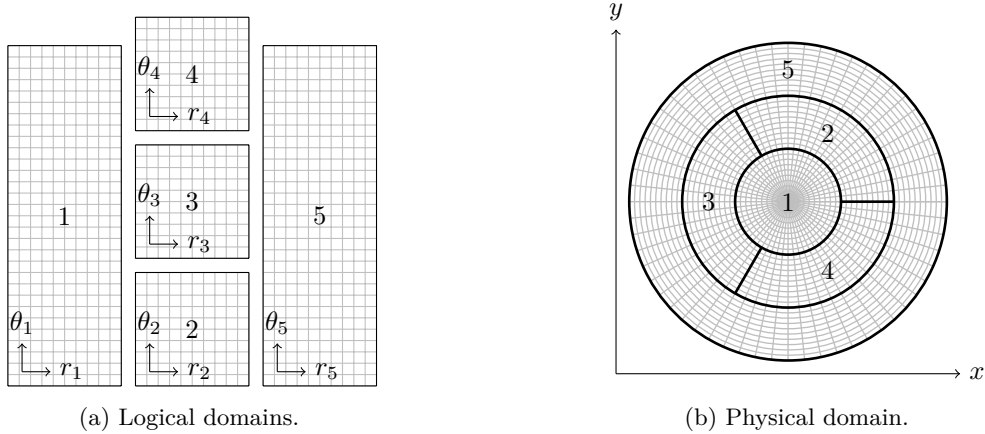 θ₄ 4
r₄
θ₃ 3
r₃
1
5
θ₁
r₁
θ₂ 2
r₂
θ₅
r₅
(a) Logical domains.
y
5
2
3
1
4
x
(b) Physical domain.